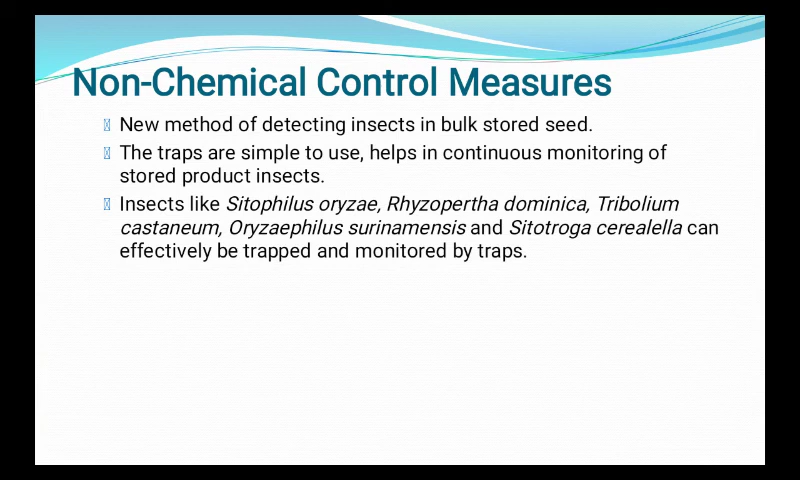 Non-Chemical Control Measures
New method of detecting insects in bulk stored seed.
The traps are simple to use, helps in continuous monitoring of
stored product insects.
Insects like Sitophilus oryzae, Rhyzopertha dominica, Tribolium
castaneum, Oryzaephilus surinamensis and Sitotroga cerealella can
effectively be trapped and monitored by traps.